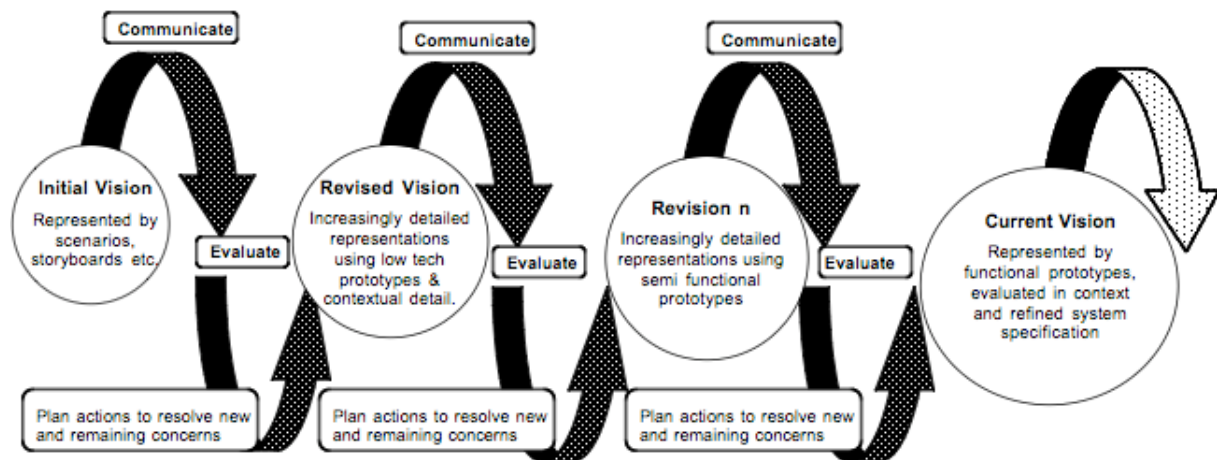 Communicate
Communicate
Communicate
Initial Vision
Represented by
scenarios,
storyboards etc,
Evaluate
Plan actions to resolve new
and remaining concerns
Revised Vision
Increasingly detailed
representations
using low tech
prototypes &
contextual detail.
Evaluate
Plan actions to resolve new
and remaining concerns
Revision n
Increasingly detailed
representations using
semi functional
prototypes
Evaluate
Plan actions to resolve new
and remaining concerns
Current Vision
Represented by
functional prototypes,
evaluated in context
and refined system
specification